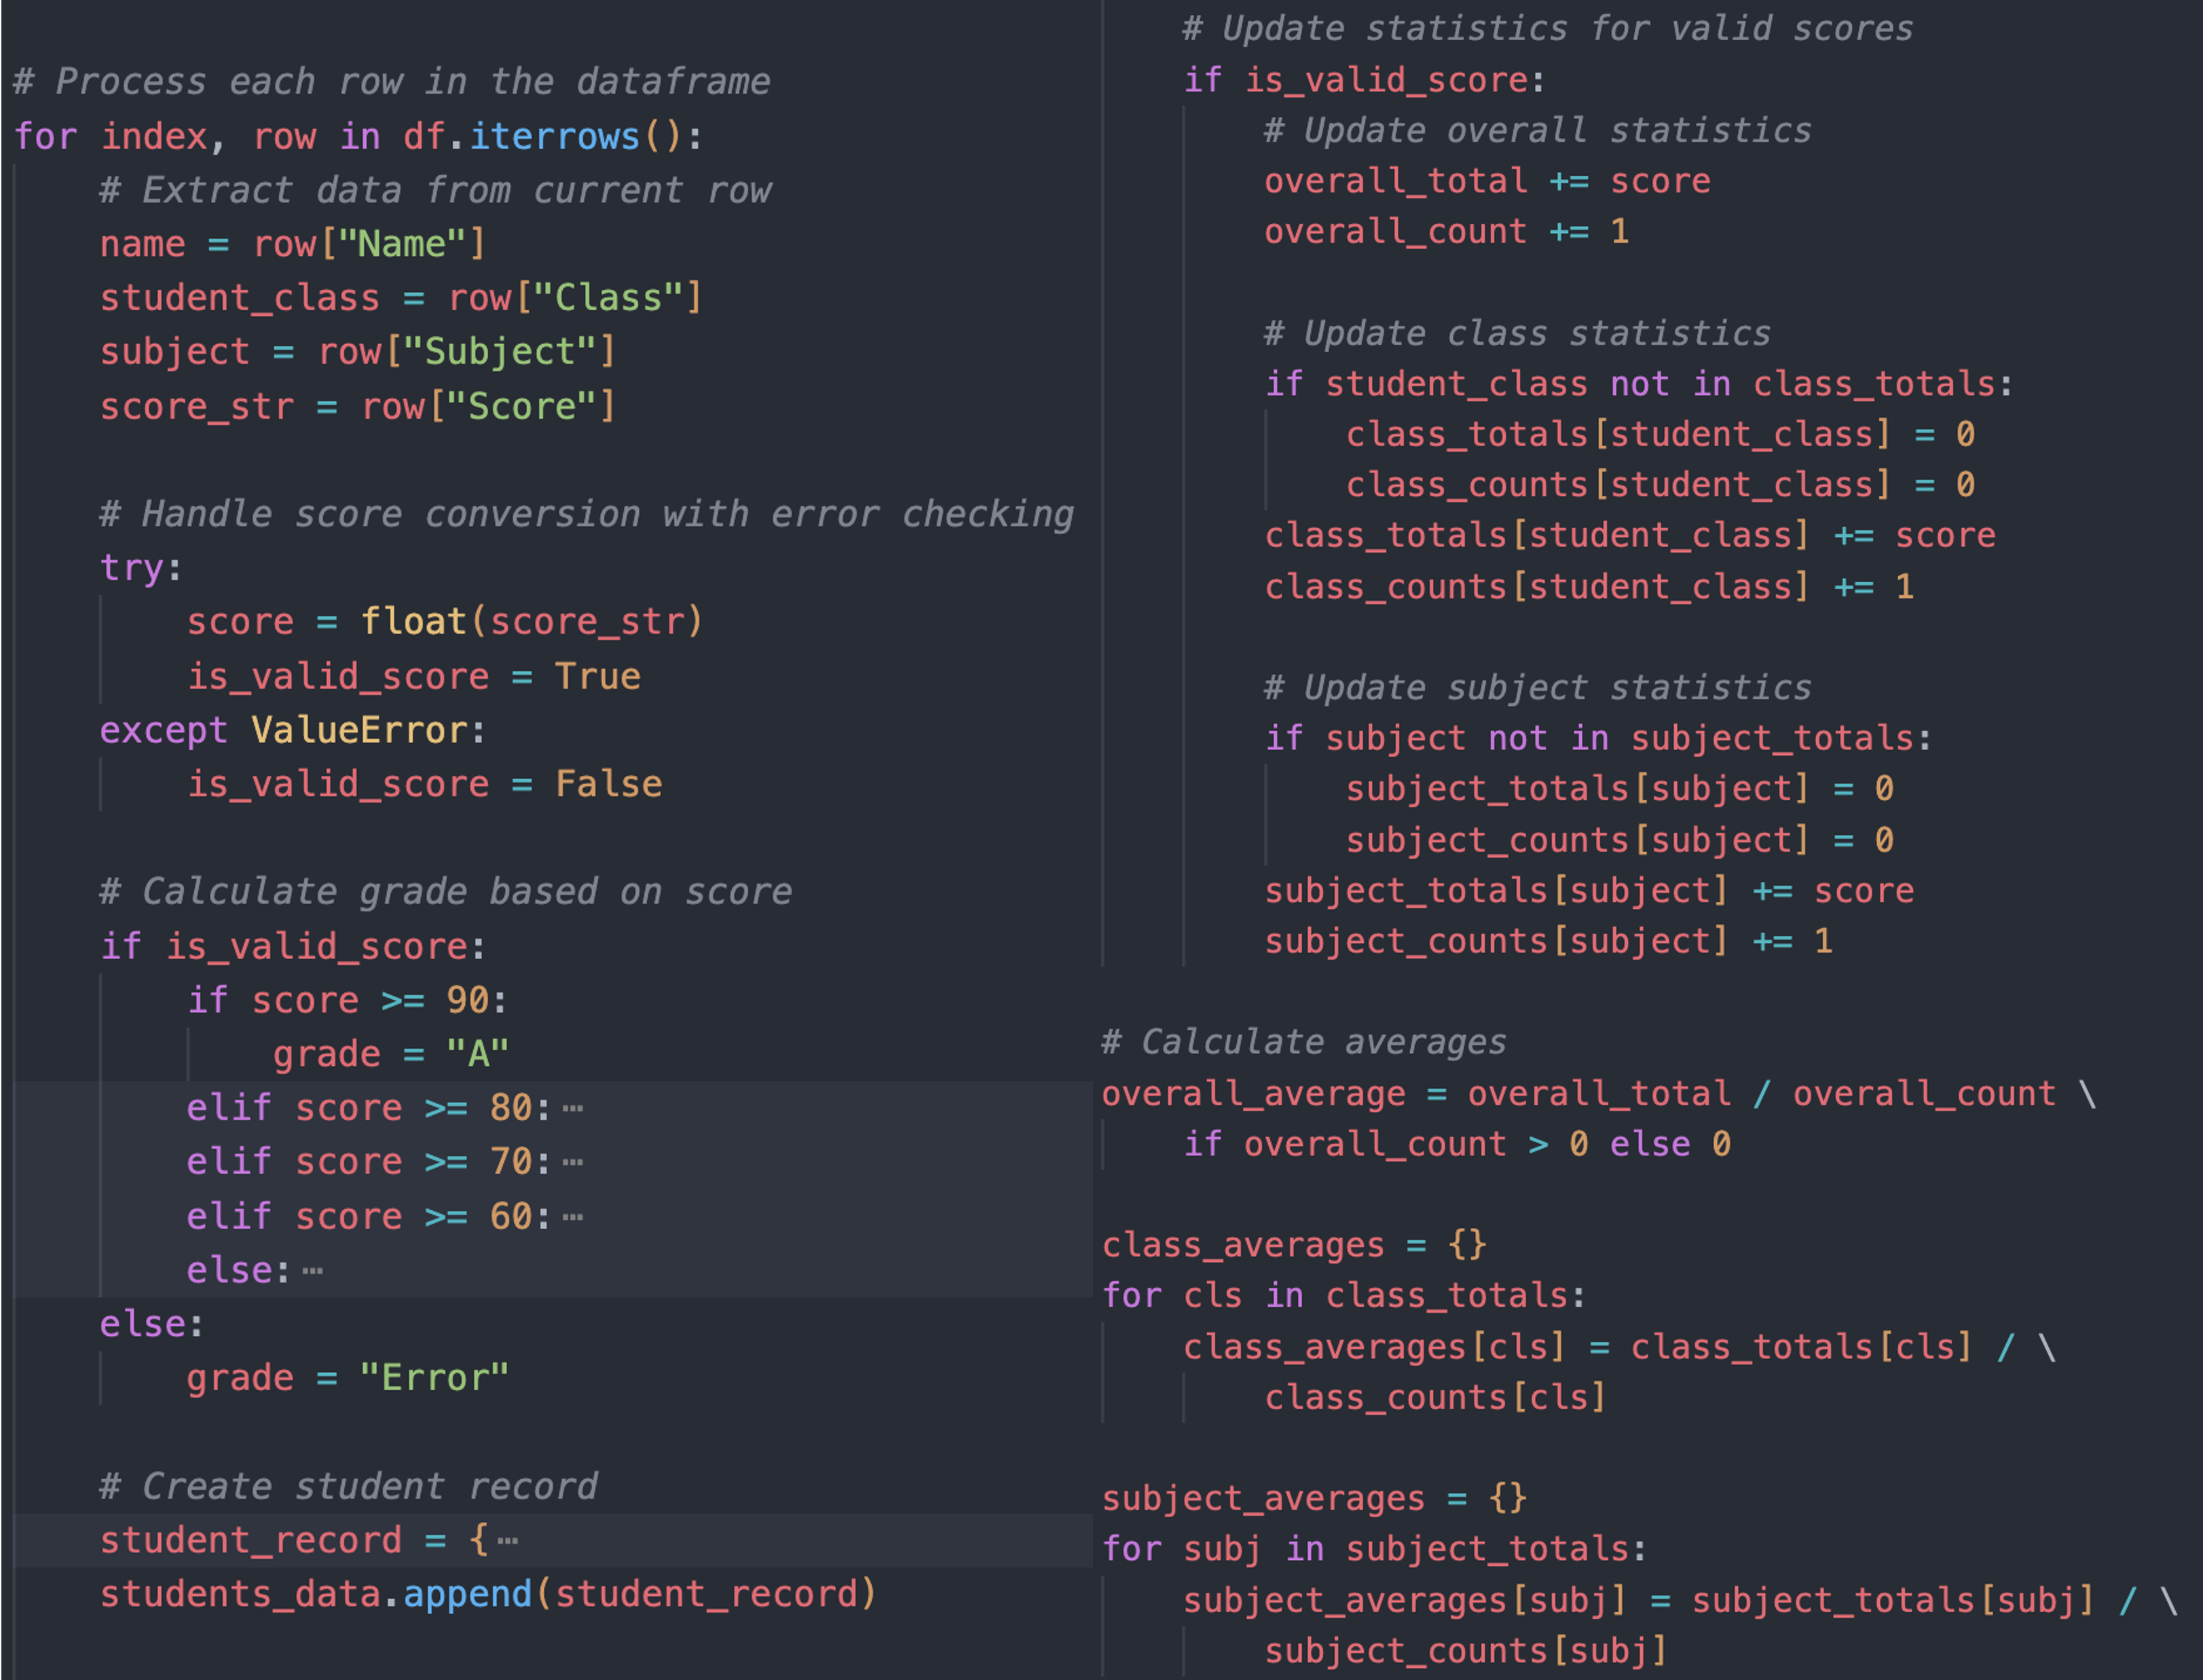 # Process each row in the dataframe
for index, row in df.iterrows():
    # Extract data from current row
    name = row["Name"]
    student_class = row["Class"]
    subject = row["Subject"]
    score_str = row["Score"]

    # Handle score conversion with error checking
    try:
        score = float(score_str)
        is_valid_score = True
    except ValueError:
        is_valid_score = False

    # Calculate grade based on score
    if is_valid_score:
        if score >= 90:
            grade = "A"
        elif score >= 80:⋯
        elif score >= 70:⋯
        elif score >= 60:⋯
        else:⋯
    else:
        grade = "Error"

    # Create student record
    student_record = {⋯
    students_data.append(student_record)

    # Update statistics for valid scores
    if is_valid_score:
        # Update overall statistics
        overall_total += score
        overall_count += 1

        # Update class statistics
        if student_class not in class_totals:
            class_totals[student_class] = 0
            class_counts[student_class] = 0
        class_totals[student_class] += score
        class_counts[student_class] += 1

        # Update subject statistics
        if subject not in subject_totals:
            subject_totals[subject] = 0
            subject_counts[subject] = 0
        subject_totals[subject] += score
        subject_counts[subject] += 1

# Calculate averages
overall_average = overall_total / overall_count \
    if overall_count > 0 else 0

class_averages = {}
for cls in class_totals:
    class_averages[cls] = class_totals[cls] / \
        class_counts[cls]

subject_averages = {}
for subj in subject_totals:
    subject_averages[subj] = subject_totals[subj] / \
        subject_counts[subj]